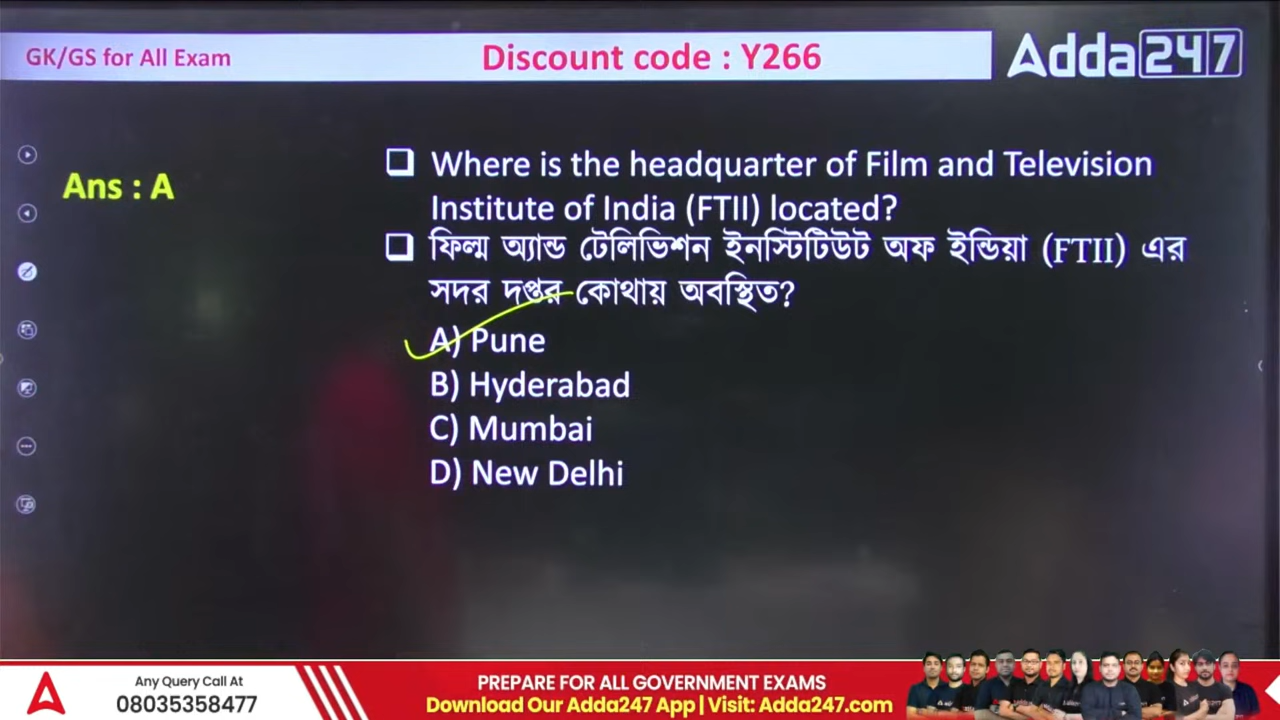 GK/GS for All Exam
Discount code : Y266
Adda247
Ans : A
Where is the headquarter of Film and Television
Institute of India (FTII) located?
ফিল্ম অ্যান্ড টেলিভিশন ইনস্টিটিউট অফ ইন্ডিয়া (FTII) এর
সদর দপ্তর কোথায় অবস্থিত?
A) Pune
B) Hyderabad
C) Mumbai
D) New Delhi
Any Query Call At
08035358477
PREPARE FOR ALL GOVERNMENT EXAMS
Download Our Adda247 App | Visit: Adda247.com